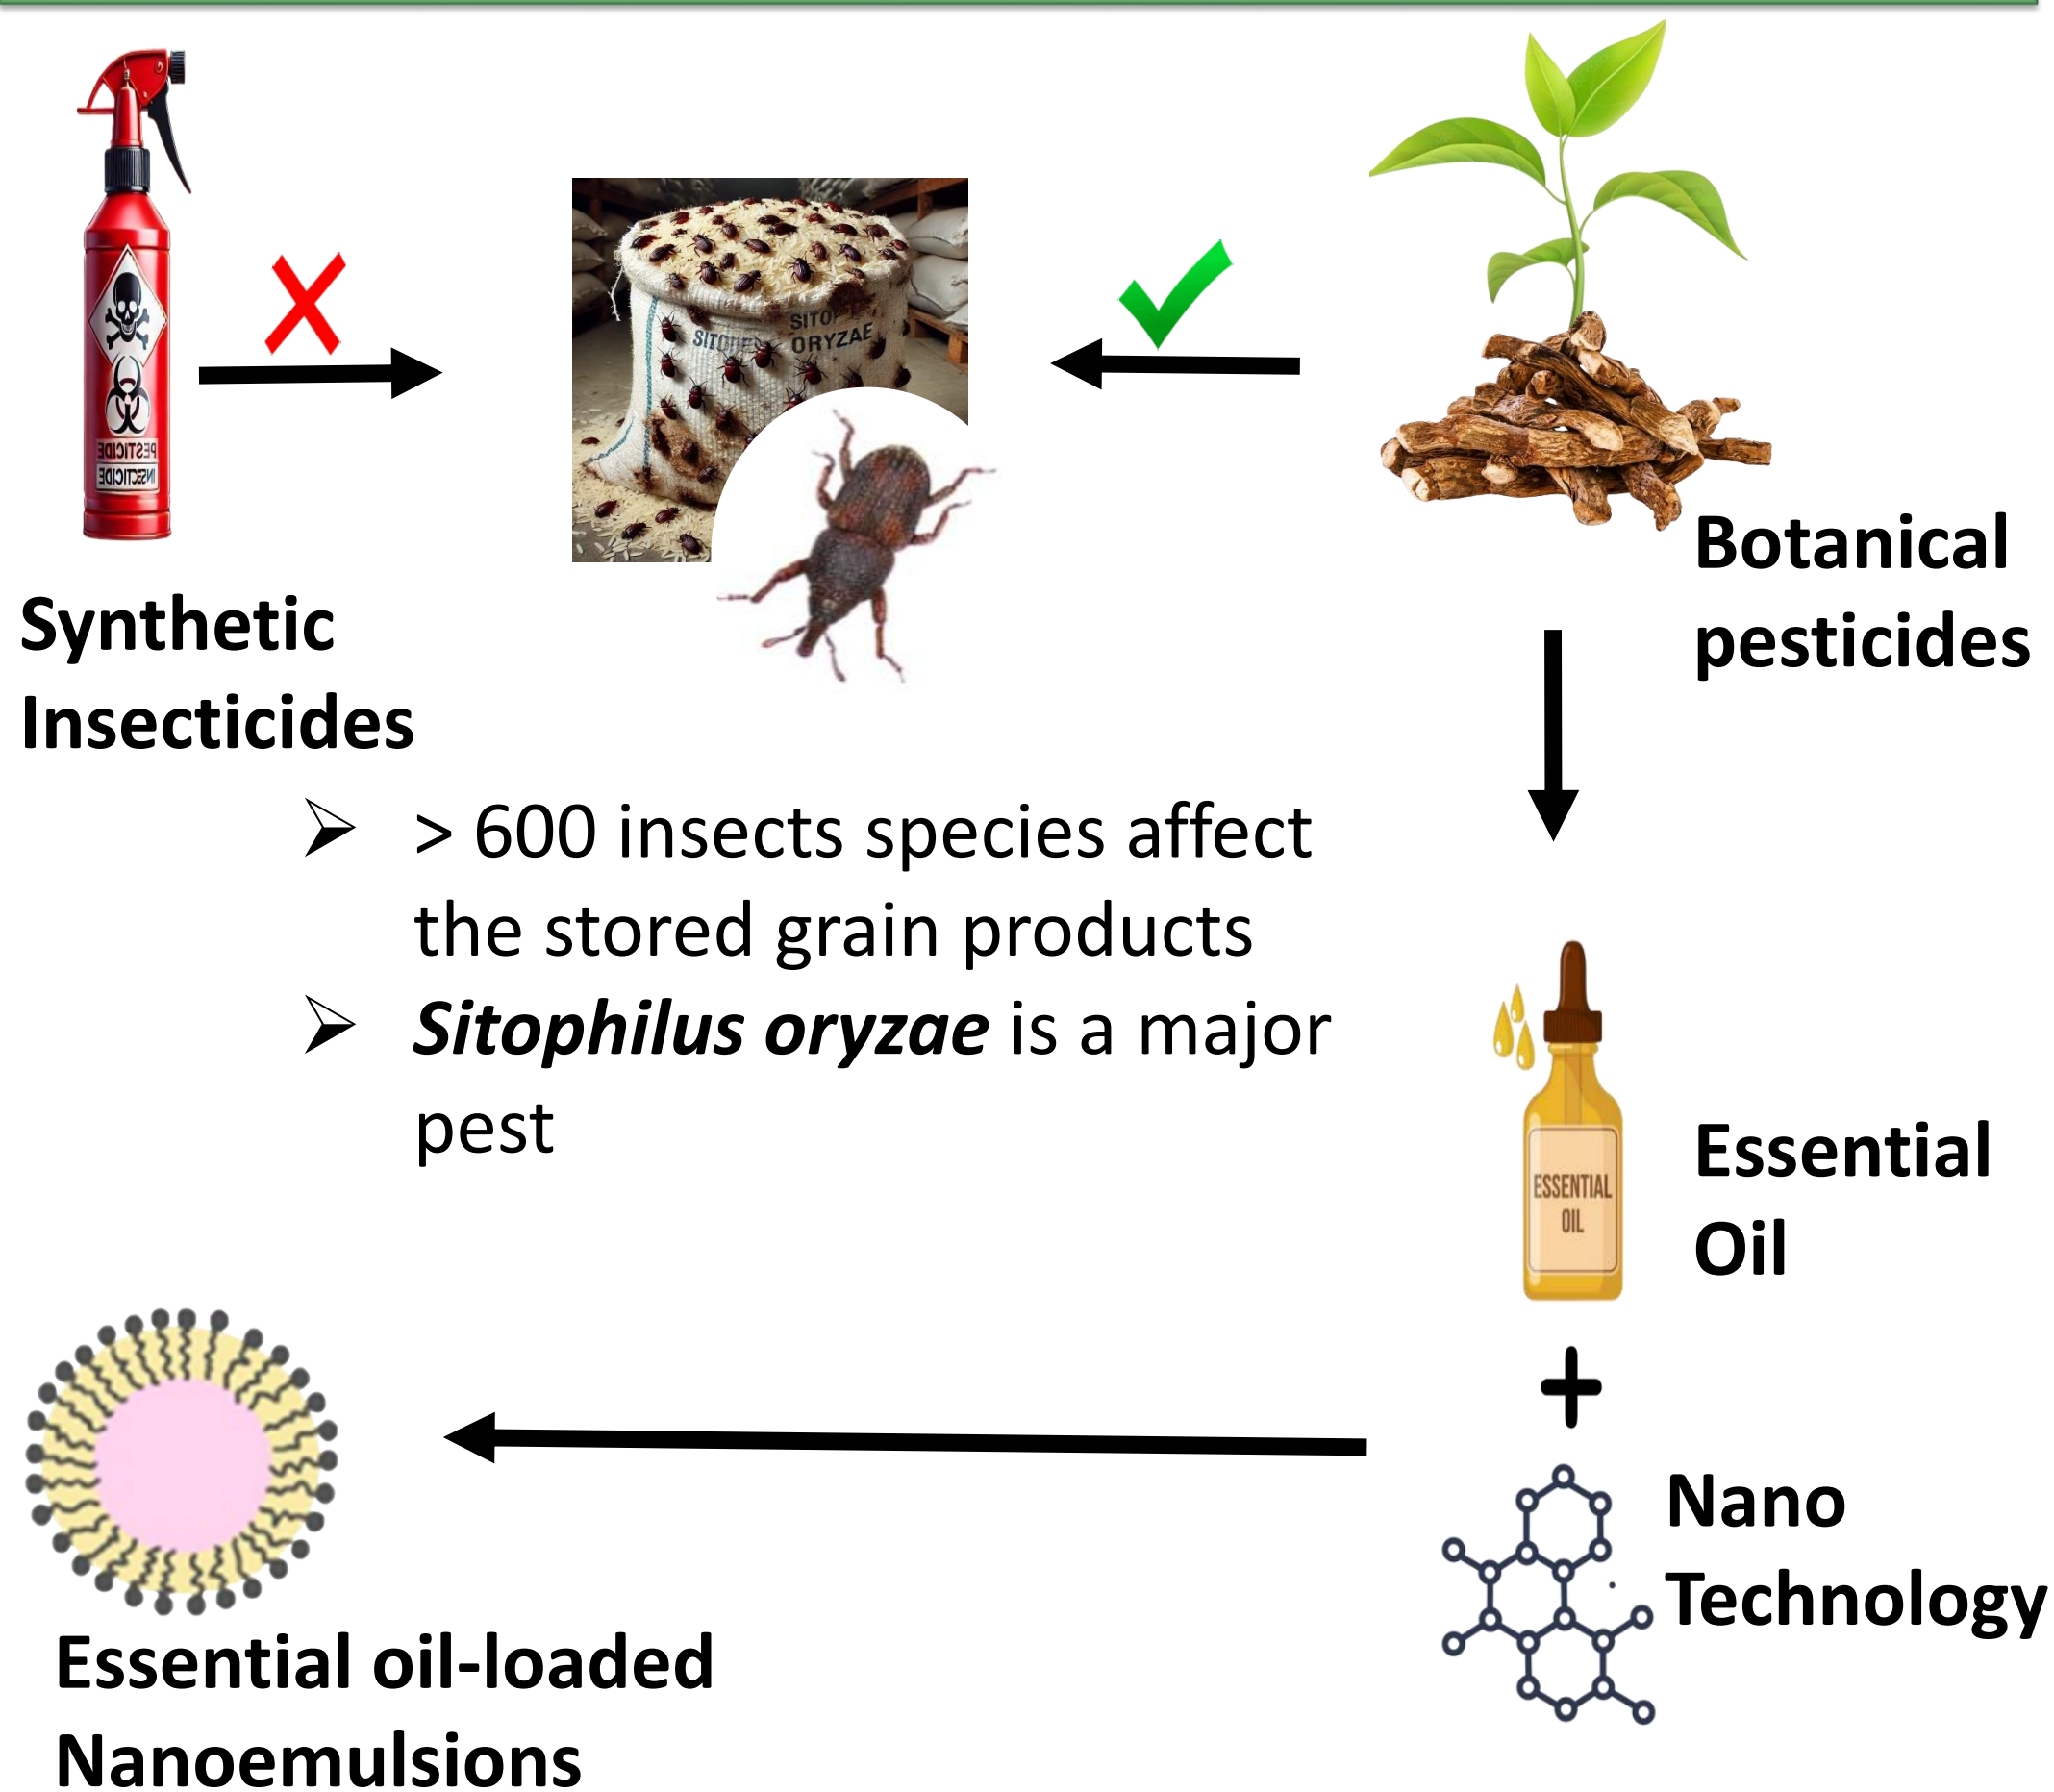 SITOP
ORYZAE
Synthetic
Insecticides
PESTICIDE
INSECTICIDE
Botanical
pesticides
➢ > 600 insects species affect
the stored grain products
➢ Sitophilus oryzae is a major
pest
ESSENTIAL
OIL
Essential
Oil
+
Nano
Technology
Essential oil-loaded
Nanoemulsions